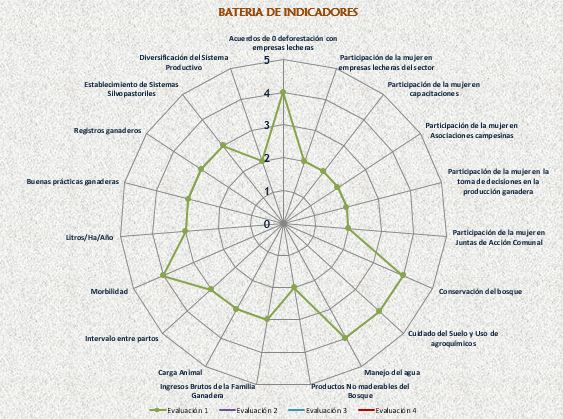 BATERIA DE INDICADORES
Acuerdos de 0 deforestación con
empresas lecheras
Participación de la mujer en
empresas lecheras del sector
Participación de la mujer en
capacitaciones
Participación de la mujer en
Asociaciones campesinas
Participación de la mujer en la
toma de decisiones en la
producción ganadera
Participación de la mujer en
Juntas de Acción Comunal
Conservación del bosque
Cuidado del Suelo y Uso de
agroquímicos
Manejo del agua
Productos No maderables del
Bosque
Ingresos Brutos de la Familia
Ganadera
Carga Animal
Intervalo entre partos
Morbilidad
Litros/Ha/Año
Buenas prácticas ganaderas
Registros ganaderos
Establecimiento de Sistemas
Silvopastoriles
Diversificación del Sistema
Productivo
5
4
3
2
1
0
Evaluación 1 Evaluación 2 Evaluación 3 Evaluación 4